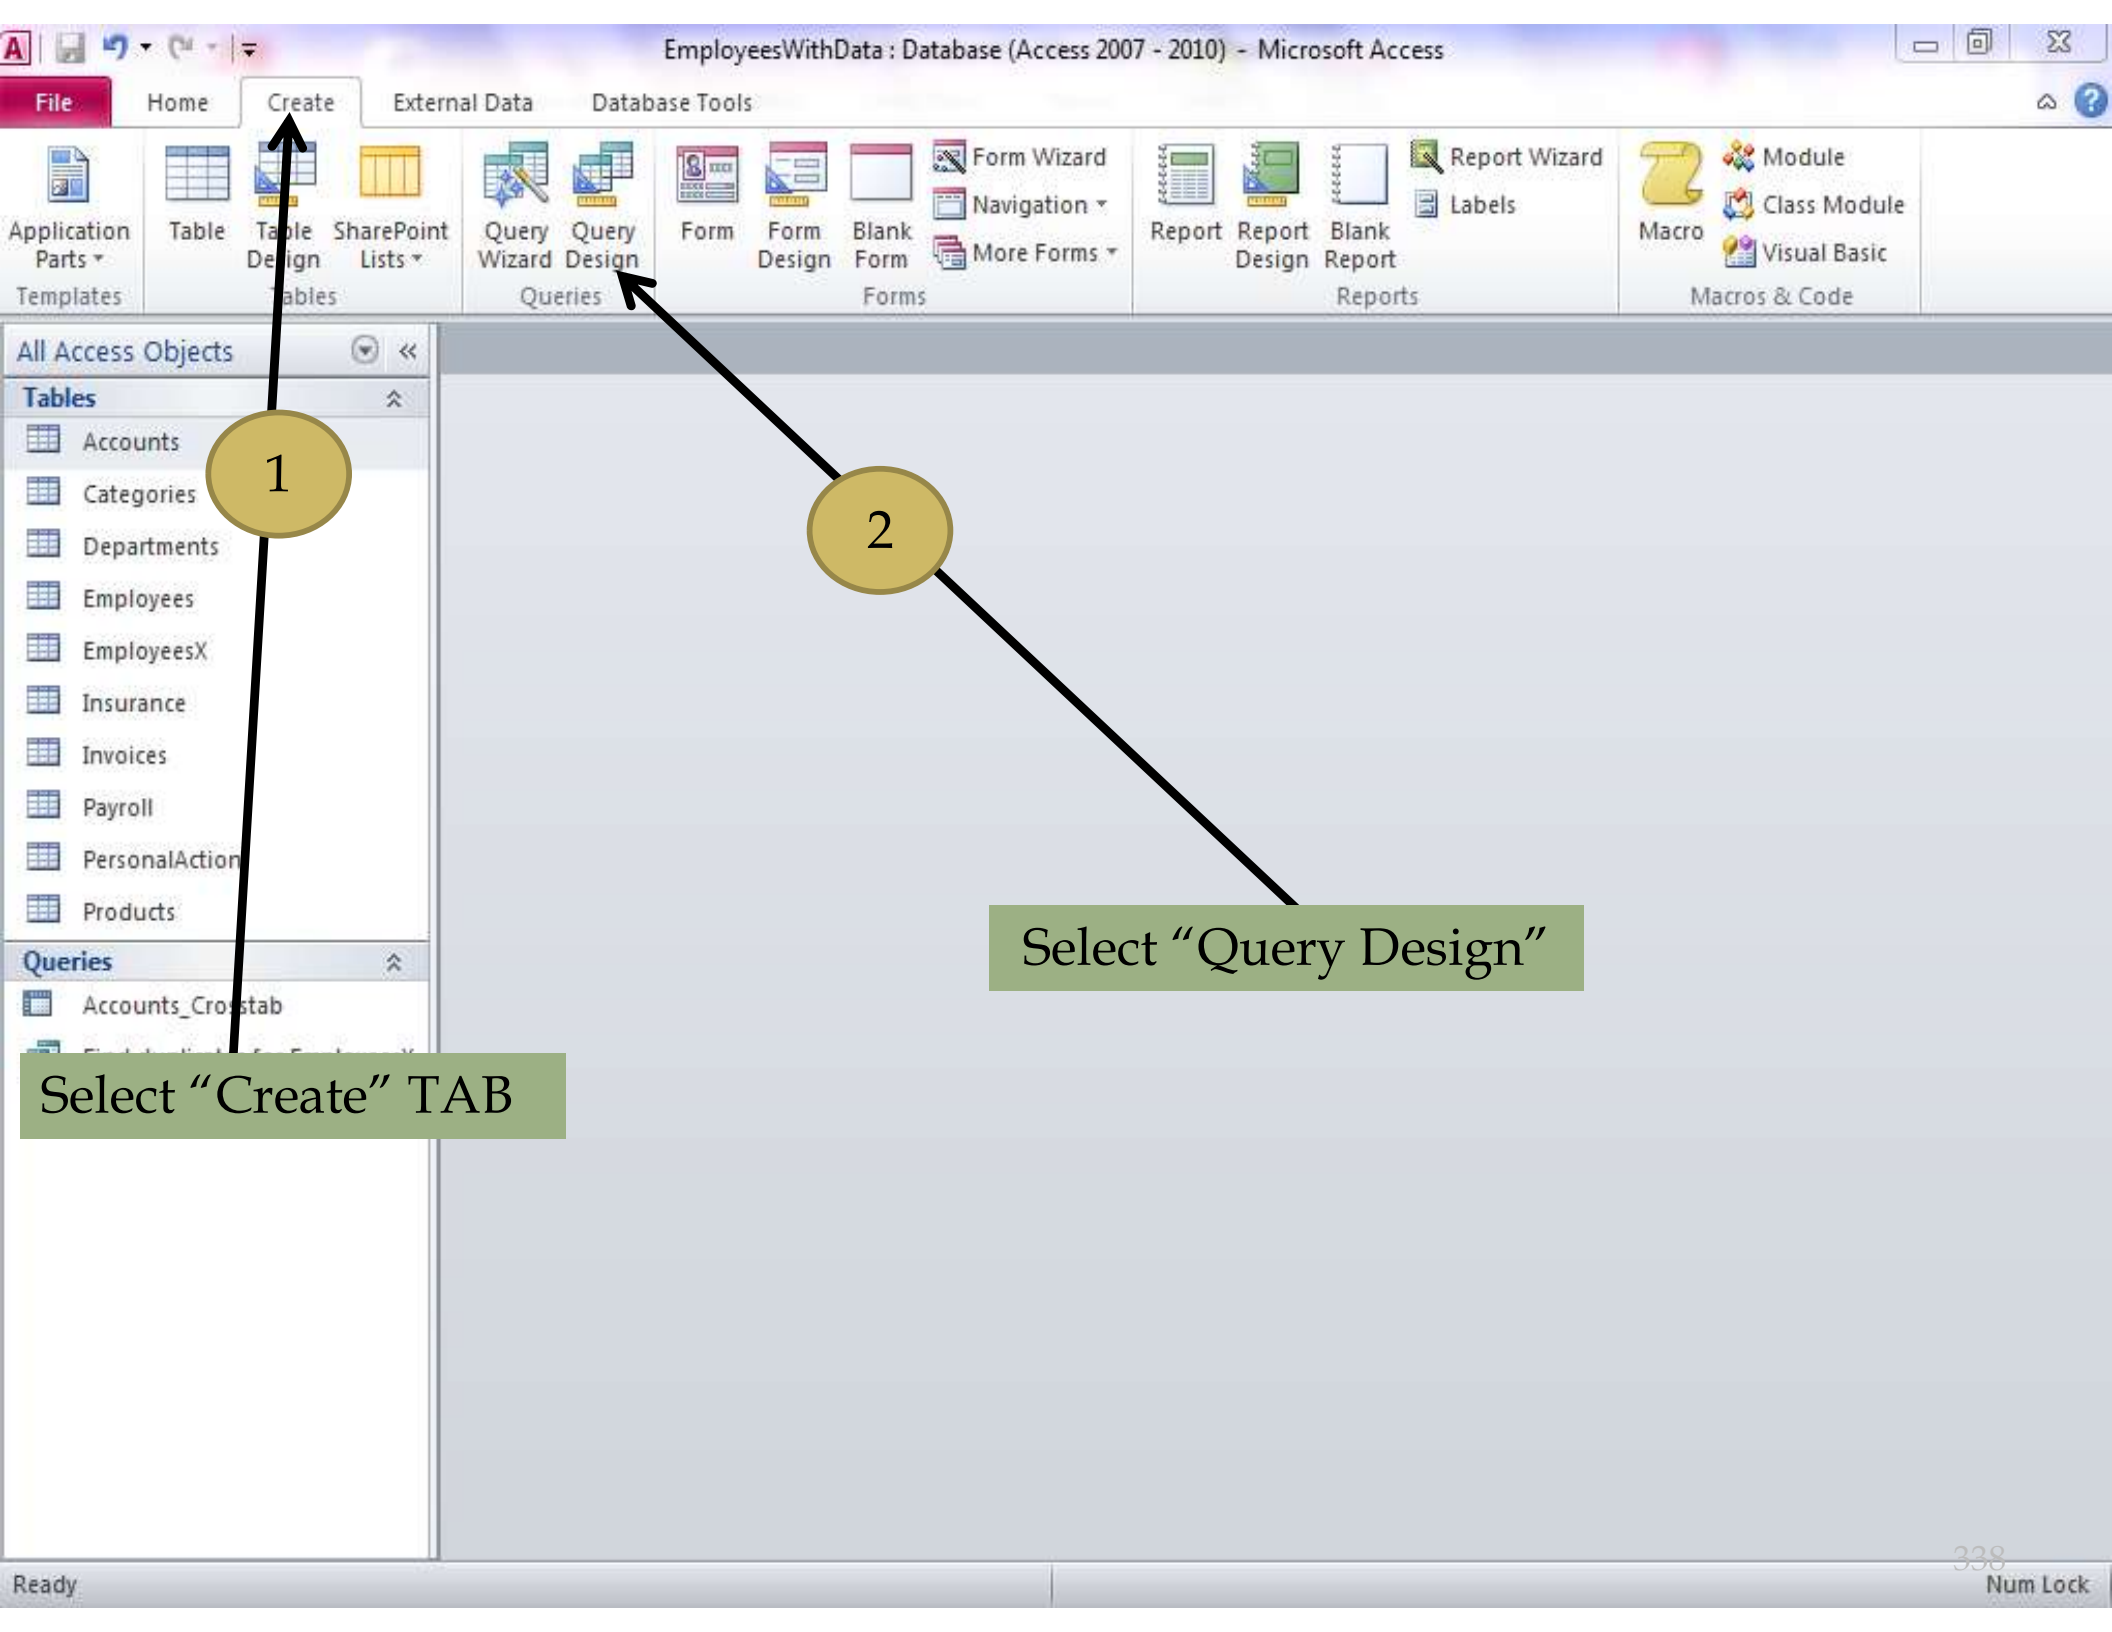 EmployeesWithData : Database (Access 2007 - 2010) - Microsoft Access
File Home Create External Data Database Tools
Application Parts
Table
Table Design
SharePoint Lists
Query Wizard
Query Design
Form
Form Design
Blank Form
Form Wizard
Navigation
More Forms
Report
Report Design
Blank Report
Report Wizard
Labels
Macro
Module
Class Module
Visual Basic
Templates Tables Queries Forms Reports Macros & Code
All Access Objects
Tables
Accounts
Categories
Departments
Employees
EmployeesX
Insurance
Invoices
Payroll
PersonalAction
Products
Queries
Accounts_Crosstab
1
2
Select “Query Design”
Select “Create” TAB
338
Ready
Num Lock